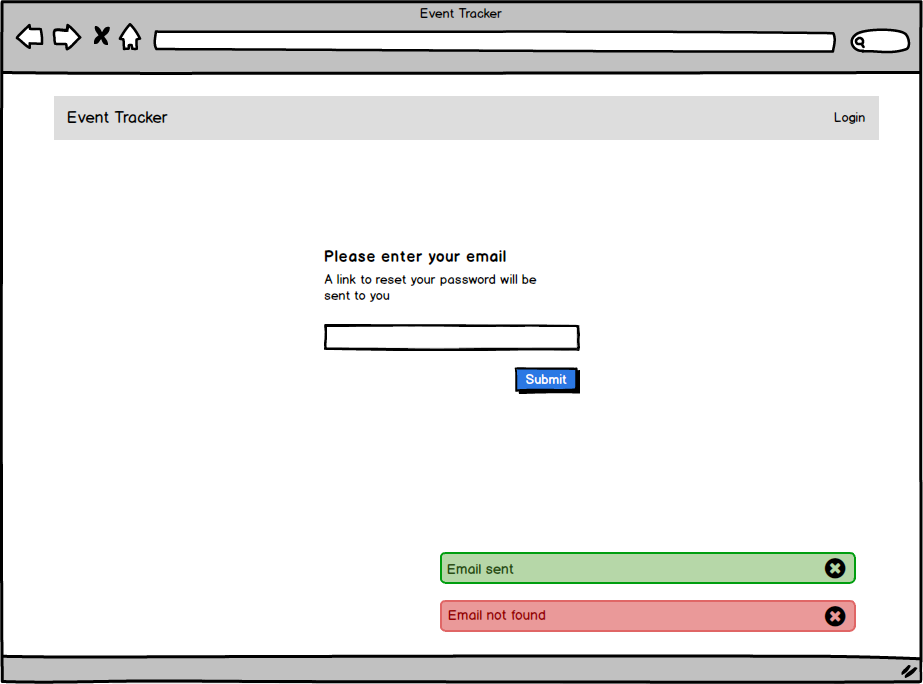 Event Tracker
Event Tracker
Login
Please enter your email
A link to reset your password will be
sent to you
Submit
Email sent
Email not found